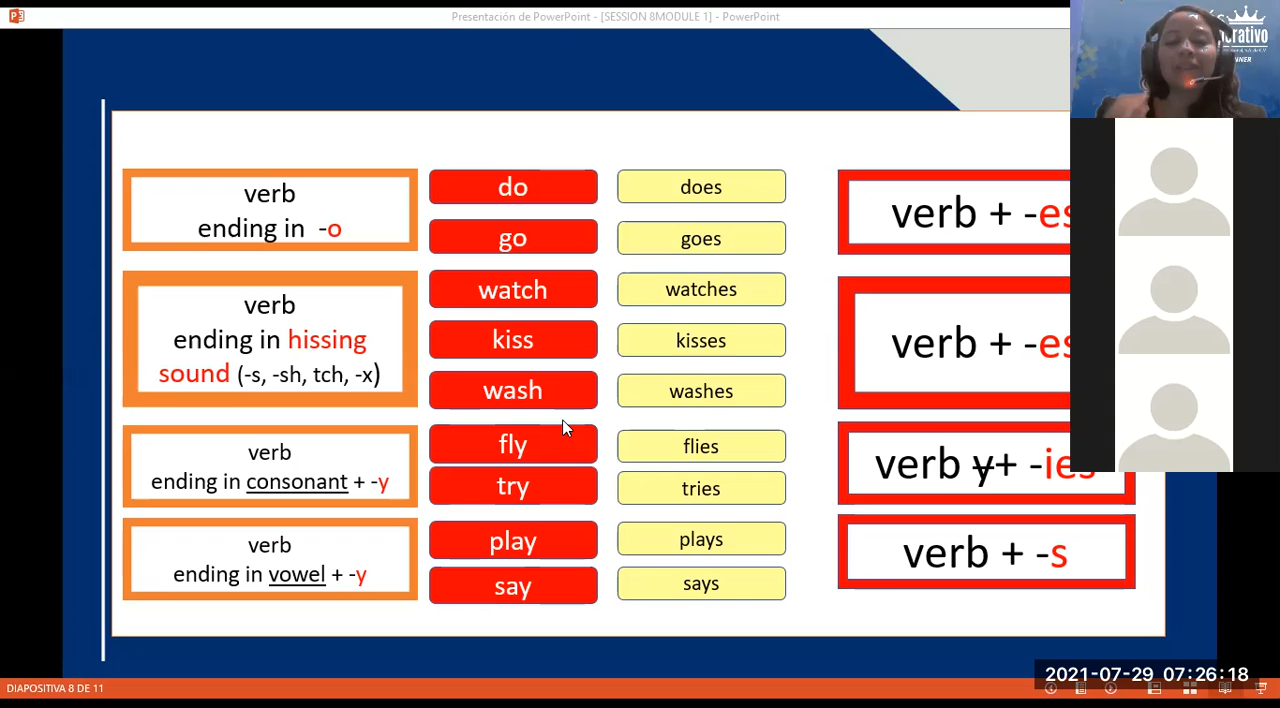 Presentación de PowerPoint - [SESSION 8MODULE 1] - PowerPoint
verb
ending in -o
do
does
go
goes
verb + -es
verb
ending in hissing
sound (-s, -sh, tch, -x)
watch
watches
kiss
kisses
wash
washes
verb + -es
verb
ending in consonant + -y
fly
flies
try
tries
verb y+ -ies
verb
ending in vowel + -y
play
plays
say
says
verb + -s
2021-07-29 07:26:18
DIAPOSITIVA 8 DE 11